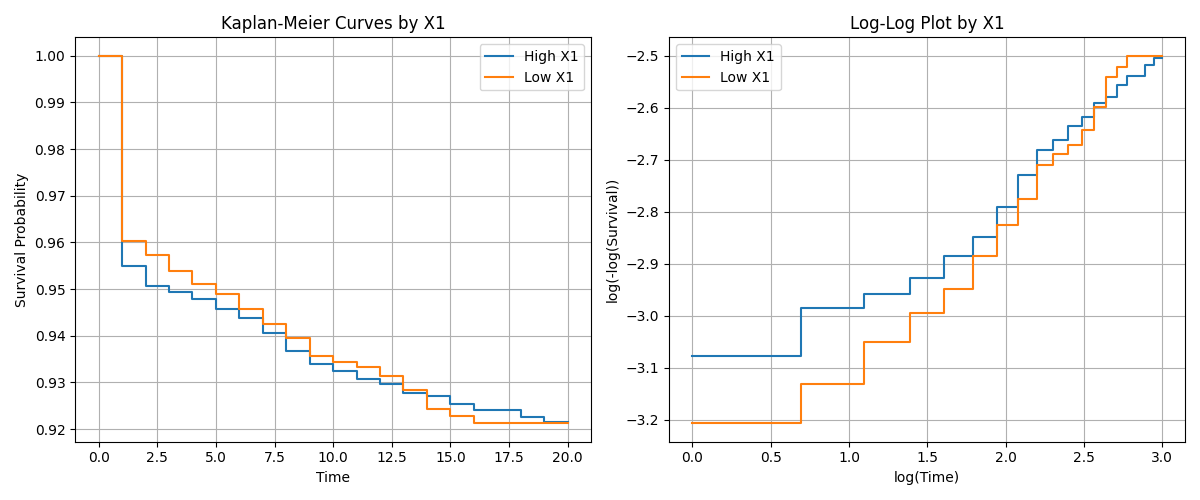 Kaplan-Meier Curves by X1
Survival Probability
1.00
0.99
0.98
0.97
0.96
0.95
0.94
0.93
0.92
High X1
Low X1
0.0 2.5 5.0 7.5 10.0 12.5 15.0 17.5 20.0
Time
Log-Log Plot by X1
log(-log(Survival))
−2.5
−2.6
−2.7
−2.8
−2.9
−3.0
−3.1
−3.2
High X1
Low X1
0.0 0.5 1.0 1.5 2.0 2.5 3.0
log(Time)